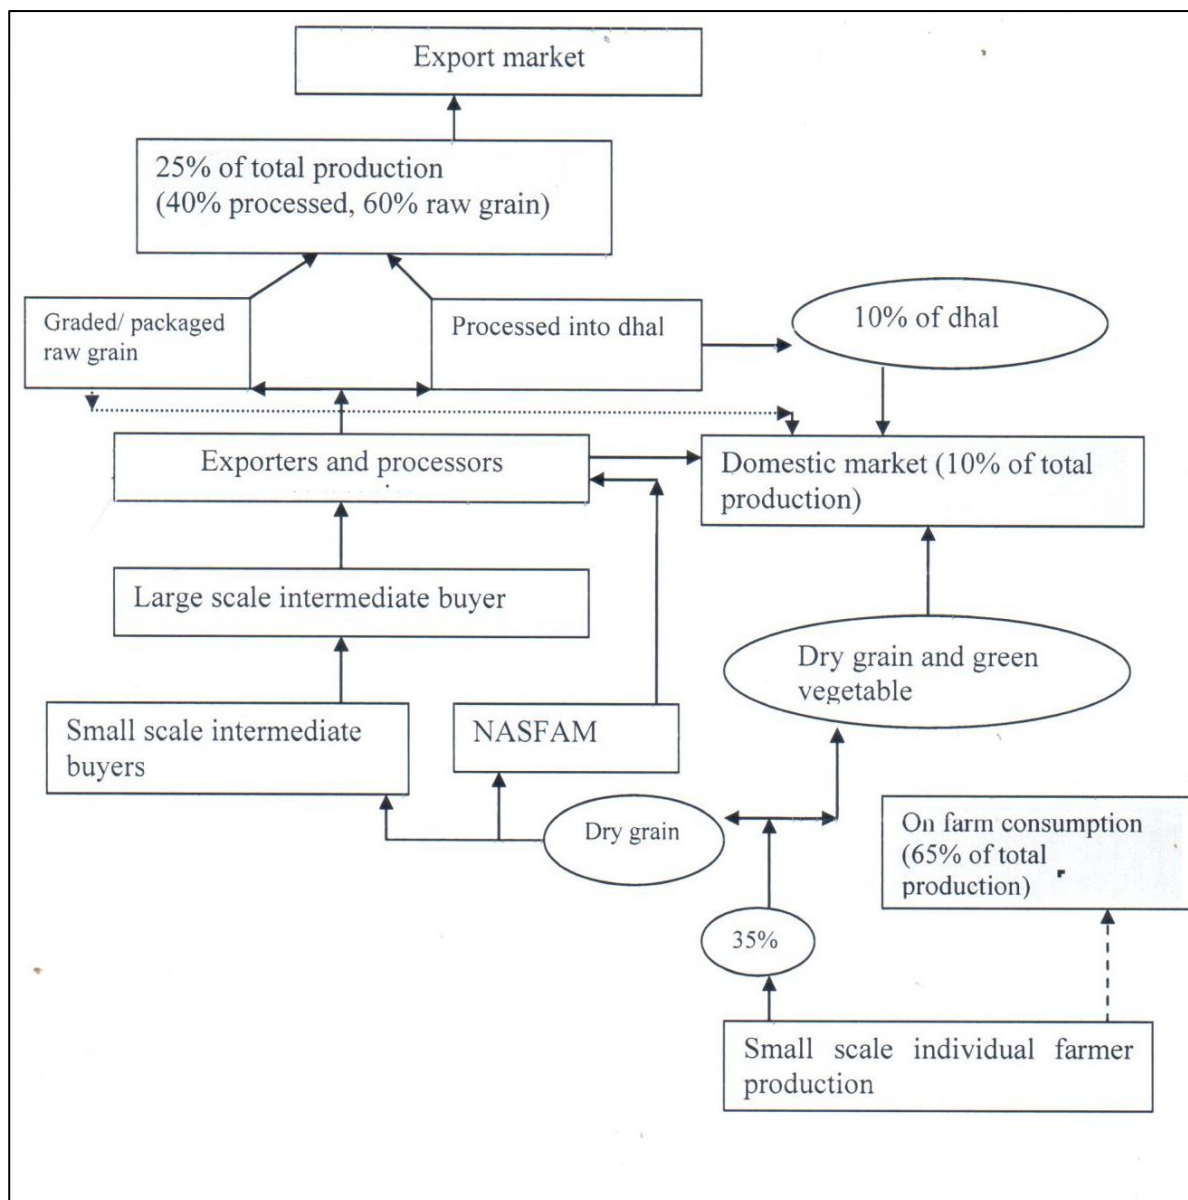 Export market
25% of total production
(40% processed, 60% raw grain)
Graded/ packaged
raw grain
Processed into dhal
10% of dhal
Exporters and processors
Domestic market (10% of total
production)
Large scale intermediate buyer
Dry grain and green
vegetable
Small scale intermediate
buyers
NASFAM
Dry grain
On farm consumption
(65% of total
production)
35%
Small scale individual farmer
production